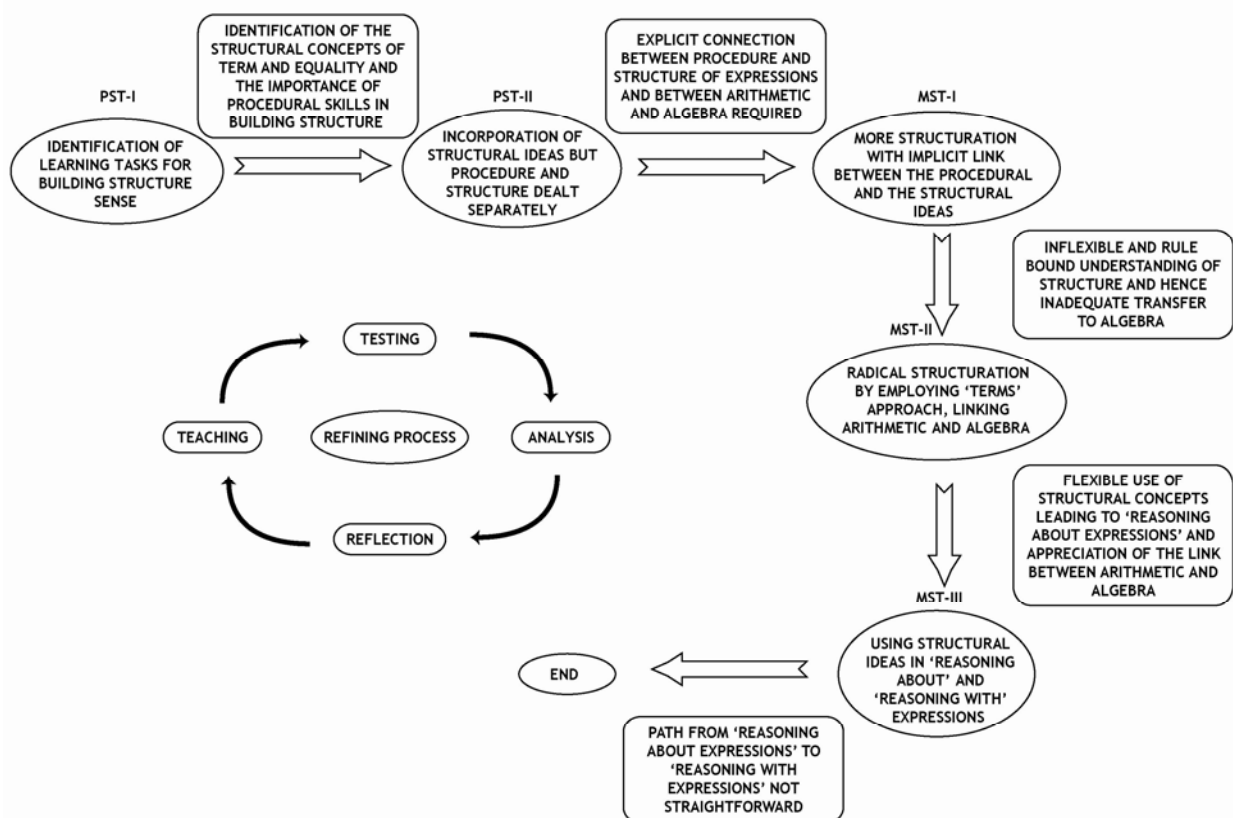 PST-I
IDENTIFICATION OF
LEARNING TASKS FOR
BUILDING STRUCTURE
SENSE
IDENTIFICATION OF THE
STRUCTURAL CONCEPTS OF
TERM AND EQUALITY AND
THE IMPORTANCE OF
PROCEDURAL SKILLS IN
BUILDING STRUCTURE
PST-II
INCORPORATION OF
STRUCTURAL IDEAS BUT
PROCEDURE AND
STRUCTURE DEALT
SEPARATELY
EXPLICIT CONNECTION
BETWEEN PROCEDURE AND
STRUCTURE OF EXPRESSIONS
AND BETWEEN ARITHMETIC
AND ALGEBRA REQUIRED
MST-I
MORE STRUCTURATION
WITH IMPLICIT LINK
BETWEEN THE PROCEDURAL
AND THE STRUCTURAL
IDEAS
INFLEXIBLE AND RULE
BOUND UNDERSTANDING OF
STRUCTURE AND HENCE
INADEQUATE TRANSFER
TO ALGEBRA
MST-II
RADICAL STRUCTURATION
BY EMPLOYING ‘TERMS’
APPROACH, LINKING
ARITHMETIC AND ALGEBRA
FLEXIBLE USE OF
STRUCTURAL CONCEPTS
LEADING TO ‘REASONING
ABOUT EXPRESSIONS’ AND
APPRECIATION OF THE LINK
BETWEEN ARITHMETIC AND
ALGEBRA
MST-III
USING STRUCTURAL
IDEAS IN ‘REASONING
ABOUT’ AND
‘REASONING WITH’
EXPRESSIONS
PATH FROM ‘REASONING
ABOUT EXPRESSIONS’ TO
‘REASONING WITH
EXPRESSIONS’ NOT
STRAIGHTFORWARD
END
TESTING
TEACHING
REFINING PROCESS
ANALYSIS
REFLECTION